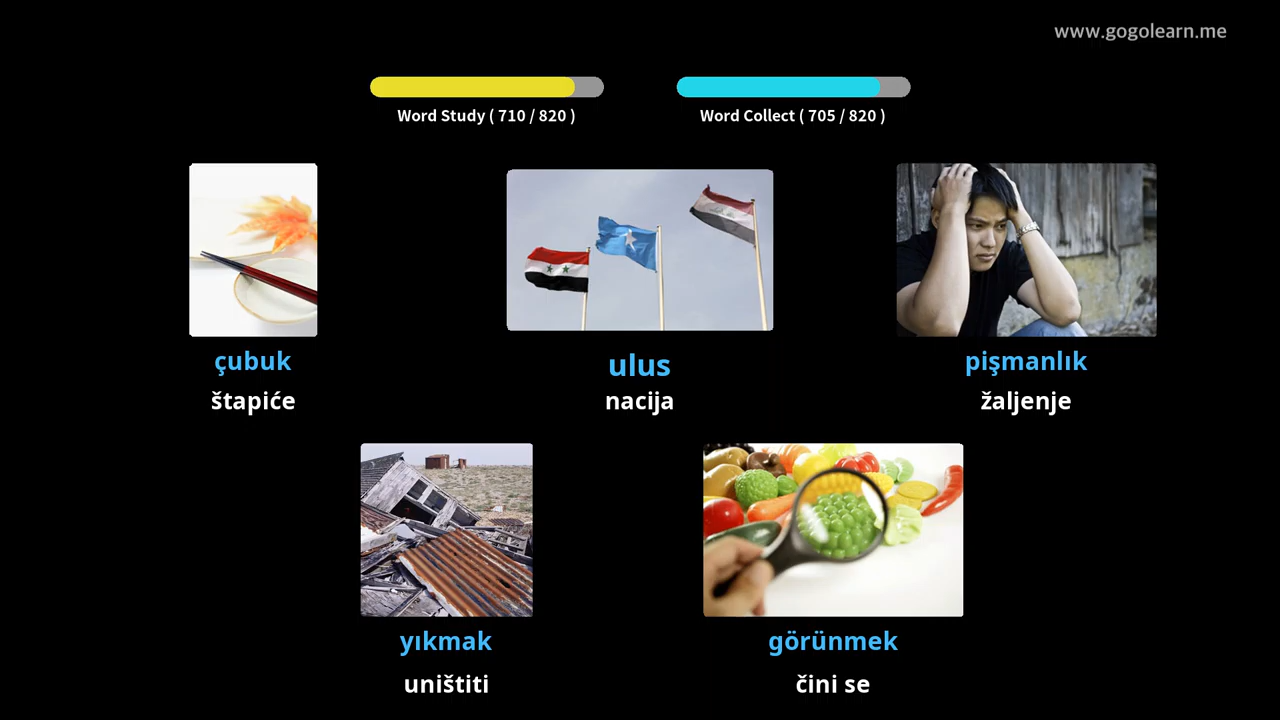 www.gogolearn.me
Word Study ( 710 / 820 )
Word Collect ( 705 / 820 )
çubuk
štapiće
ulus
nacija
pişmanlık
žaljenje
yıkmak
uništiti
görünmek
čini se